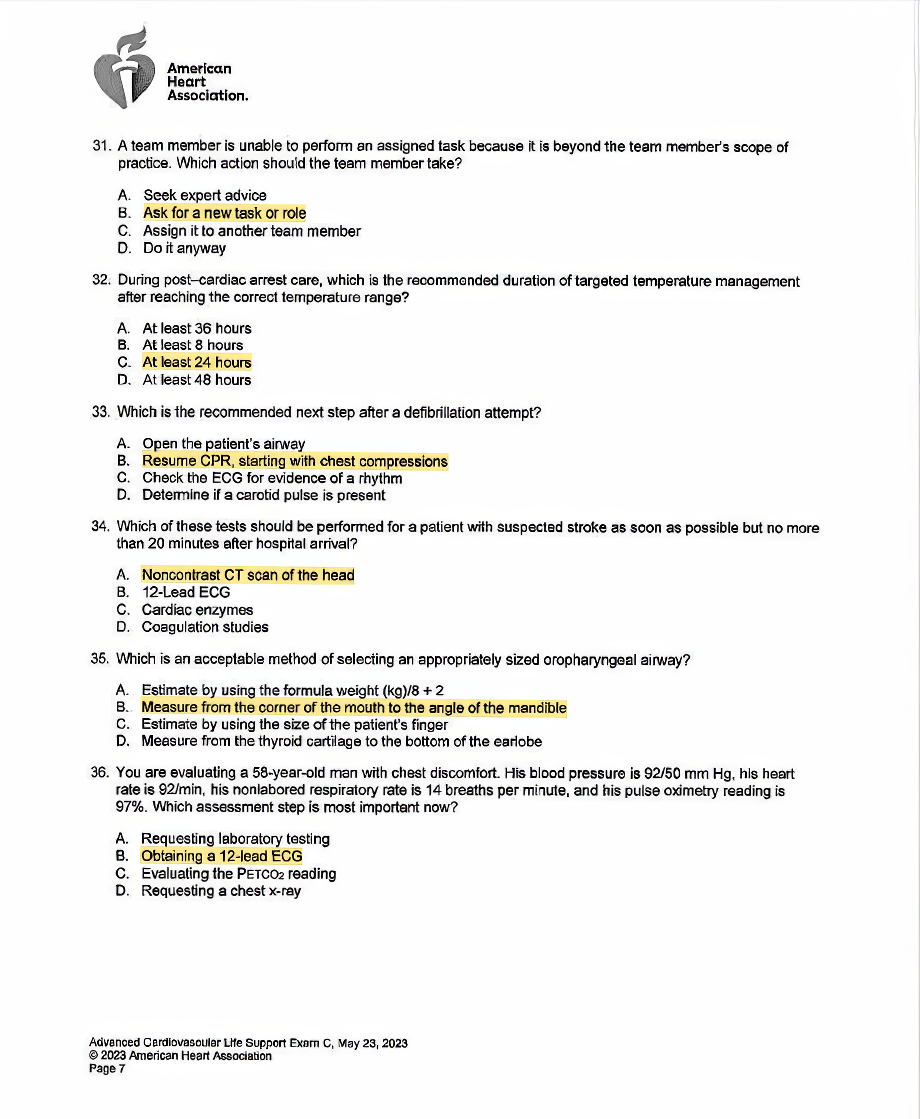 American
Heart
Association.
31. A team member is unable to perform an assigned task because it is beyond the team member's scope of
practice. Which action should the team member take?
A. Seek expert advice
B. Ask for a new task or role
C. Assign it to another team member
D. Do it anyway
32. During post–cardiac arrest care, which is the recommended duration of targeted temperature management
after reaching the correct temperature range?
A. At least 36 hours
B. At least 8 hours
C. At least 24 hours
D. At least 48 hours
33. Which is the recommended next step after a defibrillation attempt?
A. Open the patient's airway
B. Resume CPR, starting with chest compressions
C. Check the ECG for evidence of a rhythm
D. Determine if a carotid pulse is present
34. Which of these tests should be performed for a patient with suspected stroke as soon as possible but no more
than 20 minutes after hospital arrival?
A. Noncontrast CT scan of the head
B. 12-Lead ECG
C. Cardiac enzymes
D. Coagulation studies
35. Which is an acceptable method of selecting an appropriately sized oropharyngeal airway?
A. Estimate by using the formula weight (kg)/8 + 2
B. Measure from the corner of the mouth to the angle of the mandible
C. Estimate by using the size of the patient's finger
D. Measure from the thyroid cartilage to the bottom of the earlobe
36. You are evaluating a 58-year-old man with chest discomfort. His blood pressure is 92/50 mm Hg, his heart
rate is 92/min, his nonlabored respiratory rate is 14 breaths per minute, and his pulse oximetry reading is
97%. Which assessment step is most important now?
A. Requesting laboratory testing
B. Obtaining a 12-lead ECG
C. Evaluating the PETCO2 reading
D. Requesting a chest x-ray
Advanced Cardiovascular Life Support Exam C, May 23, 2023
© 2023 American Heart Association
Page 7